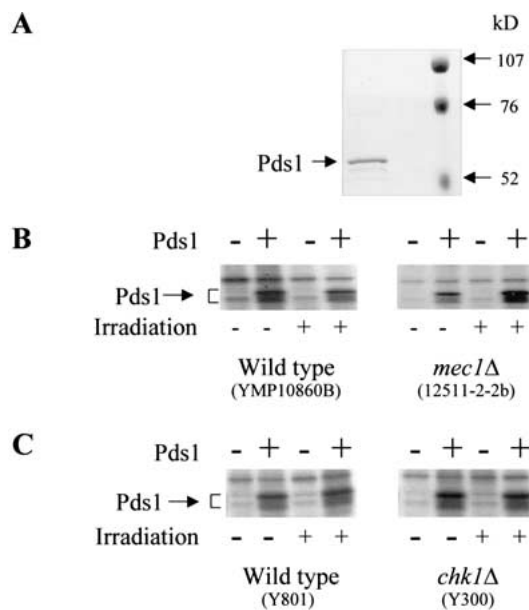 A
kD
107
76
Pds1
52
B
Pds1 - + - +   - + - +
Pds1
Irradiation - - + +   - - + +
Wild type   mec1Δ
(YMP10860B)   (12511-2-2b)
C
Pds1 - + - +   - + - +
Pds1
Irradiation - - + +   - - + +
Wild type   chk1Δ
(Y801)   (Y300)